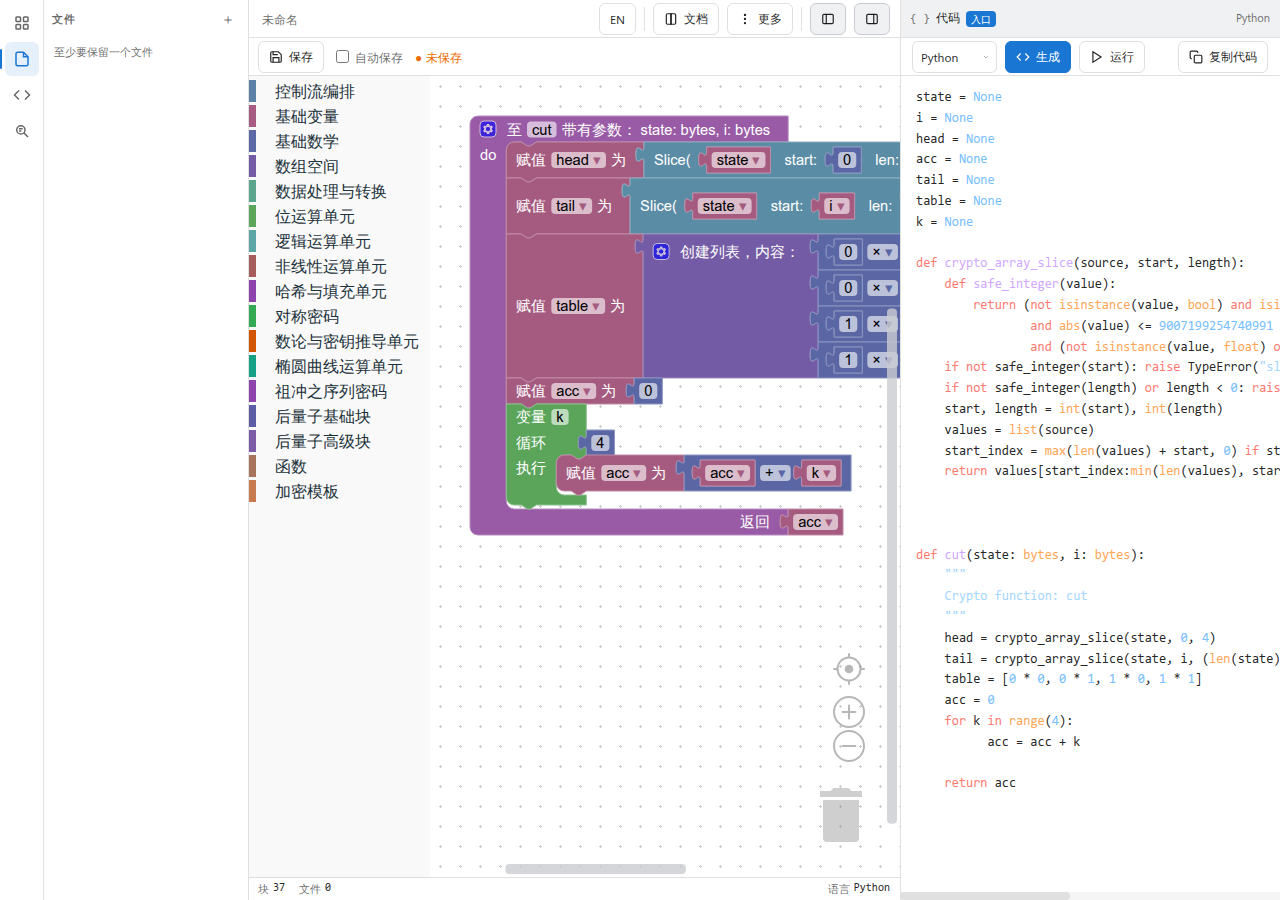 文件
+
至少要保留一个文件
未命名
EN
文档
更多
保存
自动保存
未保存
控制流编排
基础变量
基础数学
数组空间
数据处理与转换
位运算单元
逻辑运算单元
非线性运算单元
哈希与填充单元
对称密码
数论与密钥推导单元
椭圆曲线运算单元
祖冲之序列密码
后量子基础块
后量子高级块
函数
加密模板
至 cut 带有参数： state: bytes, i: bytes
do
赋值 head 为 Slice( state start: 0 len:
赋值 tail 为 Slice( state start: i len:
赋值 table 为 创建列表，内容：
0 ×
0 ×
1 ×
1 ×
赋值 acc 为 0
变量 k
循环 4
执行 赋值 acc 为 acc + k
返回 acc
块 37 文件 0
语言 Python
{ } 代码 入口
Python
Python
生成
运行
复制代码
state = None
i = None
head = None
acc = None
tail = None
table = None
k = None
def crypto_array_slice(source, start, length):
def safe_integer(value):
return (not isinstance(value, bool) and isi
and abs(value) <= 9007199254740991
and (not isinstance(value, float) o
if not safe_integer(start): raise TypeError("sl
if not safe_integer(length) or length < 0: rais
start, length = int(start), int(length)
values = list(source)
start_index = max(len(values) + start, 0) if st
return values[start_index:min(len(values), star
def cut(state: bytes, i: bytes):
"""
Crypto function: cut
"""
head = crypto_array_slice(state, 0, 4)
tail = crypto_array_slice(state, i, (len(state)
table = [0 * 0, 0 * 1, 1 * 0, 1 * 1]
acc = 0
for k in range(4):
acc = acc + k
return acc